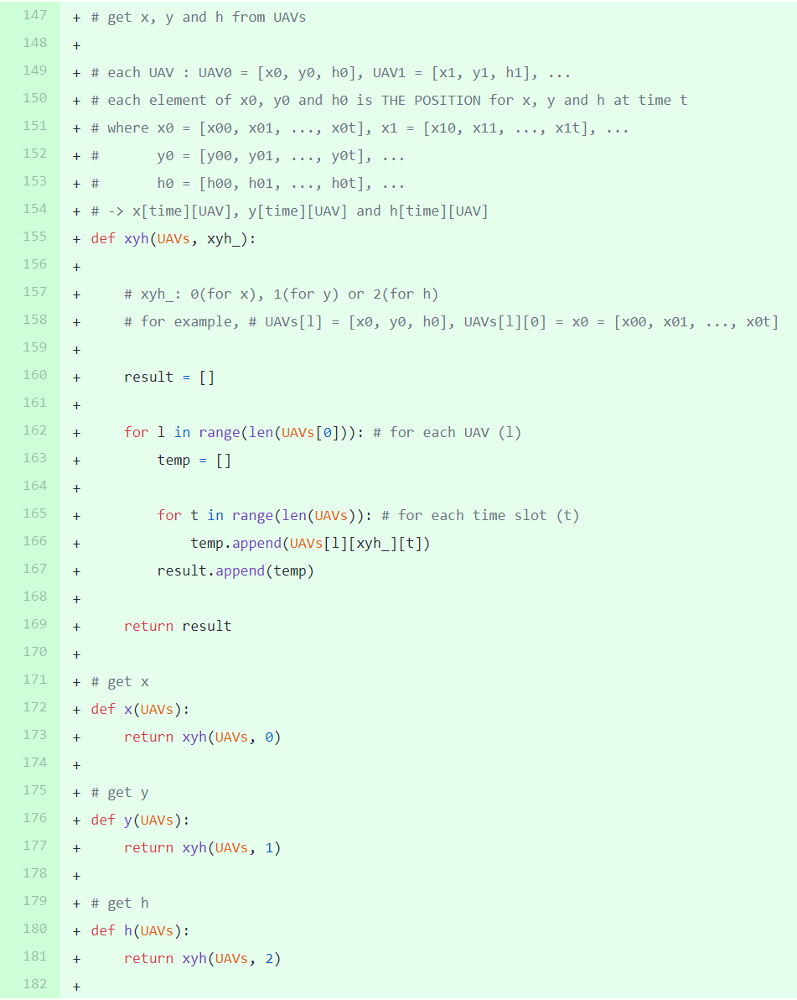 147 + # get x, y and h from UAVs
148 +
149 + # each UAV : UAV0 = [x0, y0, h0], UAV1 = [x1, y1, h1], ...
150 + # each element of x0, y0 and h0 is THE POSITION for x, y and h at time t
151 + # where x0 = [x00, x01, ..., x0t], x1 = [x10, x11, ..., x1t], ...
152 + #       y0 = [y00, y01, ..., y0t], ...
153 + #       h0 = [h00, h01, ..., h0t], ...
154 + # -> x[time][UAV], y[time][UAV] and h[time][UAV]
155 + def xyh(UAVs, xyh_):
156 +
157 +     # xyh_: 0(for x), 1(for y) or 2(for h)
158 +     # for example, # UAVs[l] = [x0, y0, h0], UAVs[l][0] = x0 = [x00, x01, ..., x0t]
159 +
160 +     result = []
161 +
162 +     for l in range(len(UAVs[0])): # for each UAV (l)
163 +         temp = []
164 +
165 +         for t in range(len(UAVs)): # for each time slot (t)
166 +             temp.append(UAVs[l][xyh_][t])
167 +         result.append(temp)
168 +
169 +     return result
170 +
171 + # get x
172 + def x(UAVs):
173 +     return xyh(UAVs, 0)
174 +
175 + # get y
176 + def y(UAVs):
177 +     return xyh(UAVs, 1)
178 +
179 + # get h
180 + def h(UAVs):
181 +     return xyh(UAVs, 2)
182 +